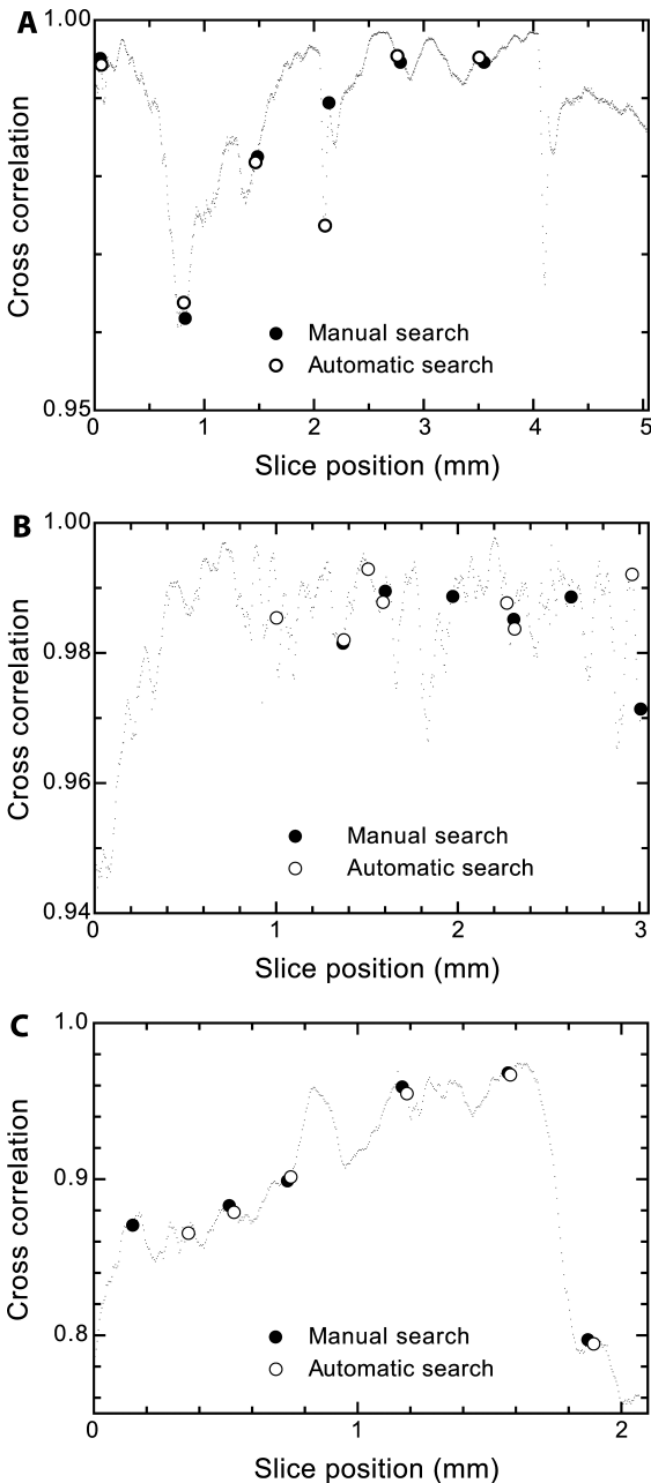 A
1.00
Cross correlation
Manual search
Automatic search
0.95
0 1 2 3 4 5
Slice position (mm)
B
1.00
0.98
Cross correlation
0.96
Manual search
Automatic search
0.94
0 1 2 3
Slice position (mm)
C
1.0
Cross correlation
0.9
Manual search
0.8
Automatic search
0 1 2
Slice position (mm)